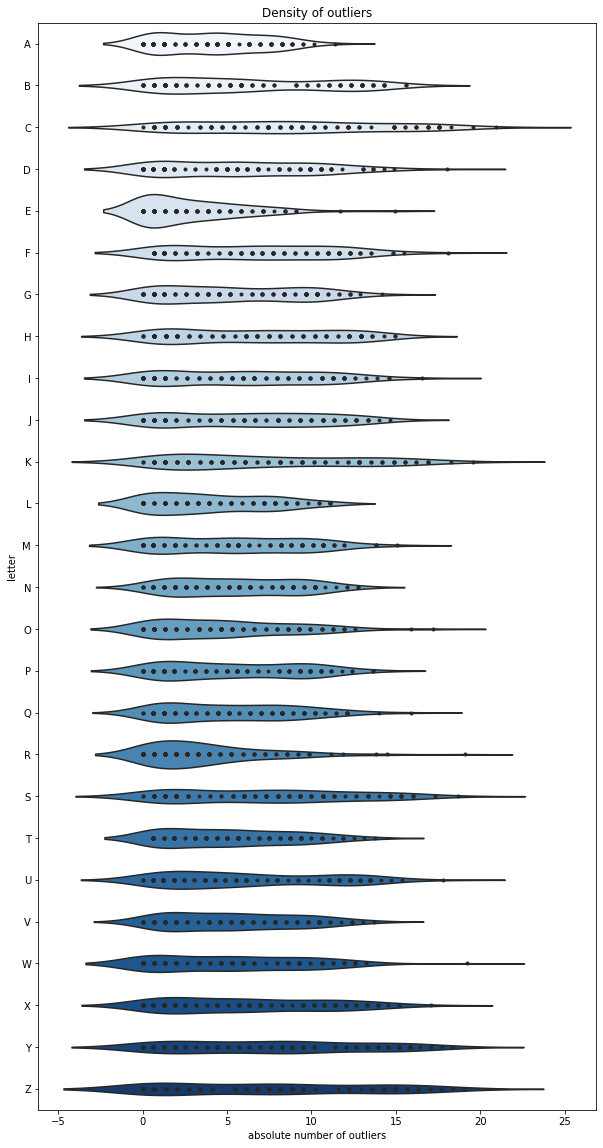 Density of outliers
A
B
C
D
E
F
G
H
I
J
K
L
M
letter
N
O
P
Q
R
S
T
U
V
W
X
Y
Z
−5 0 5 10 15 20 25
absolute number of outliers